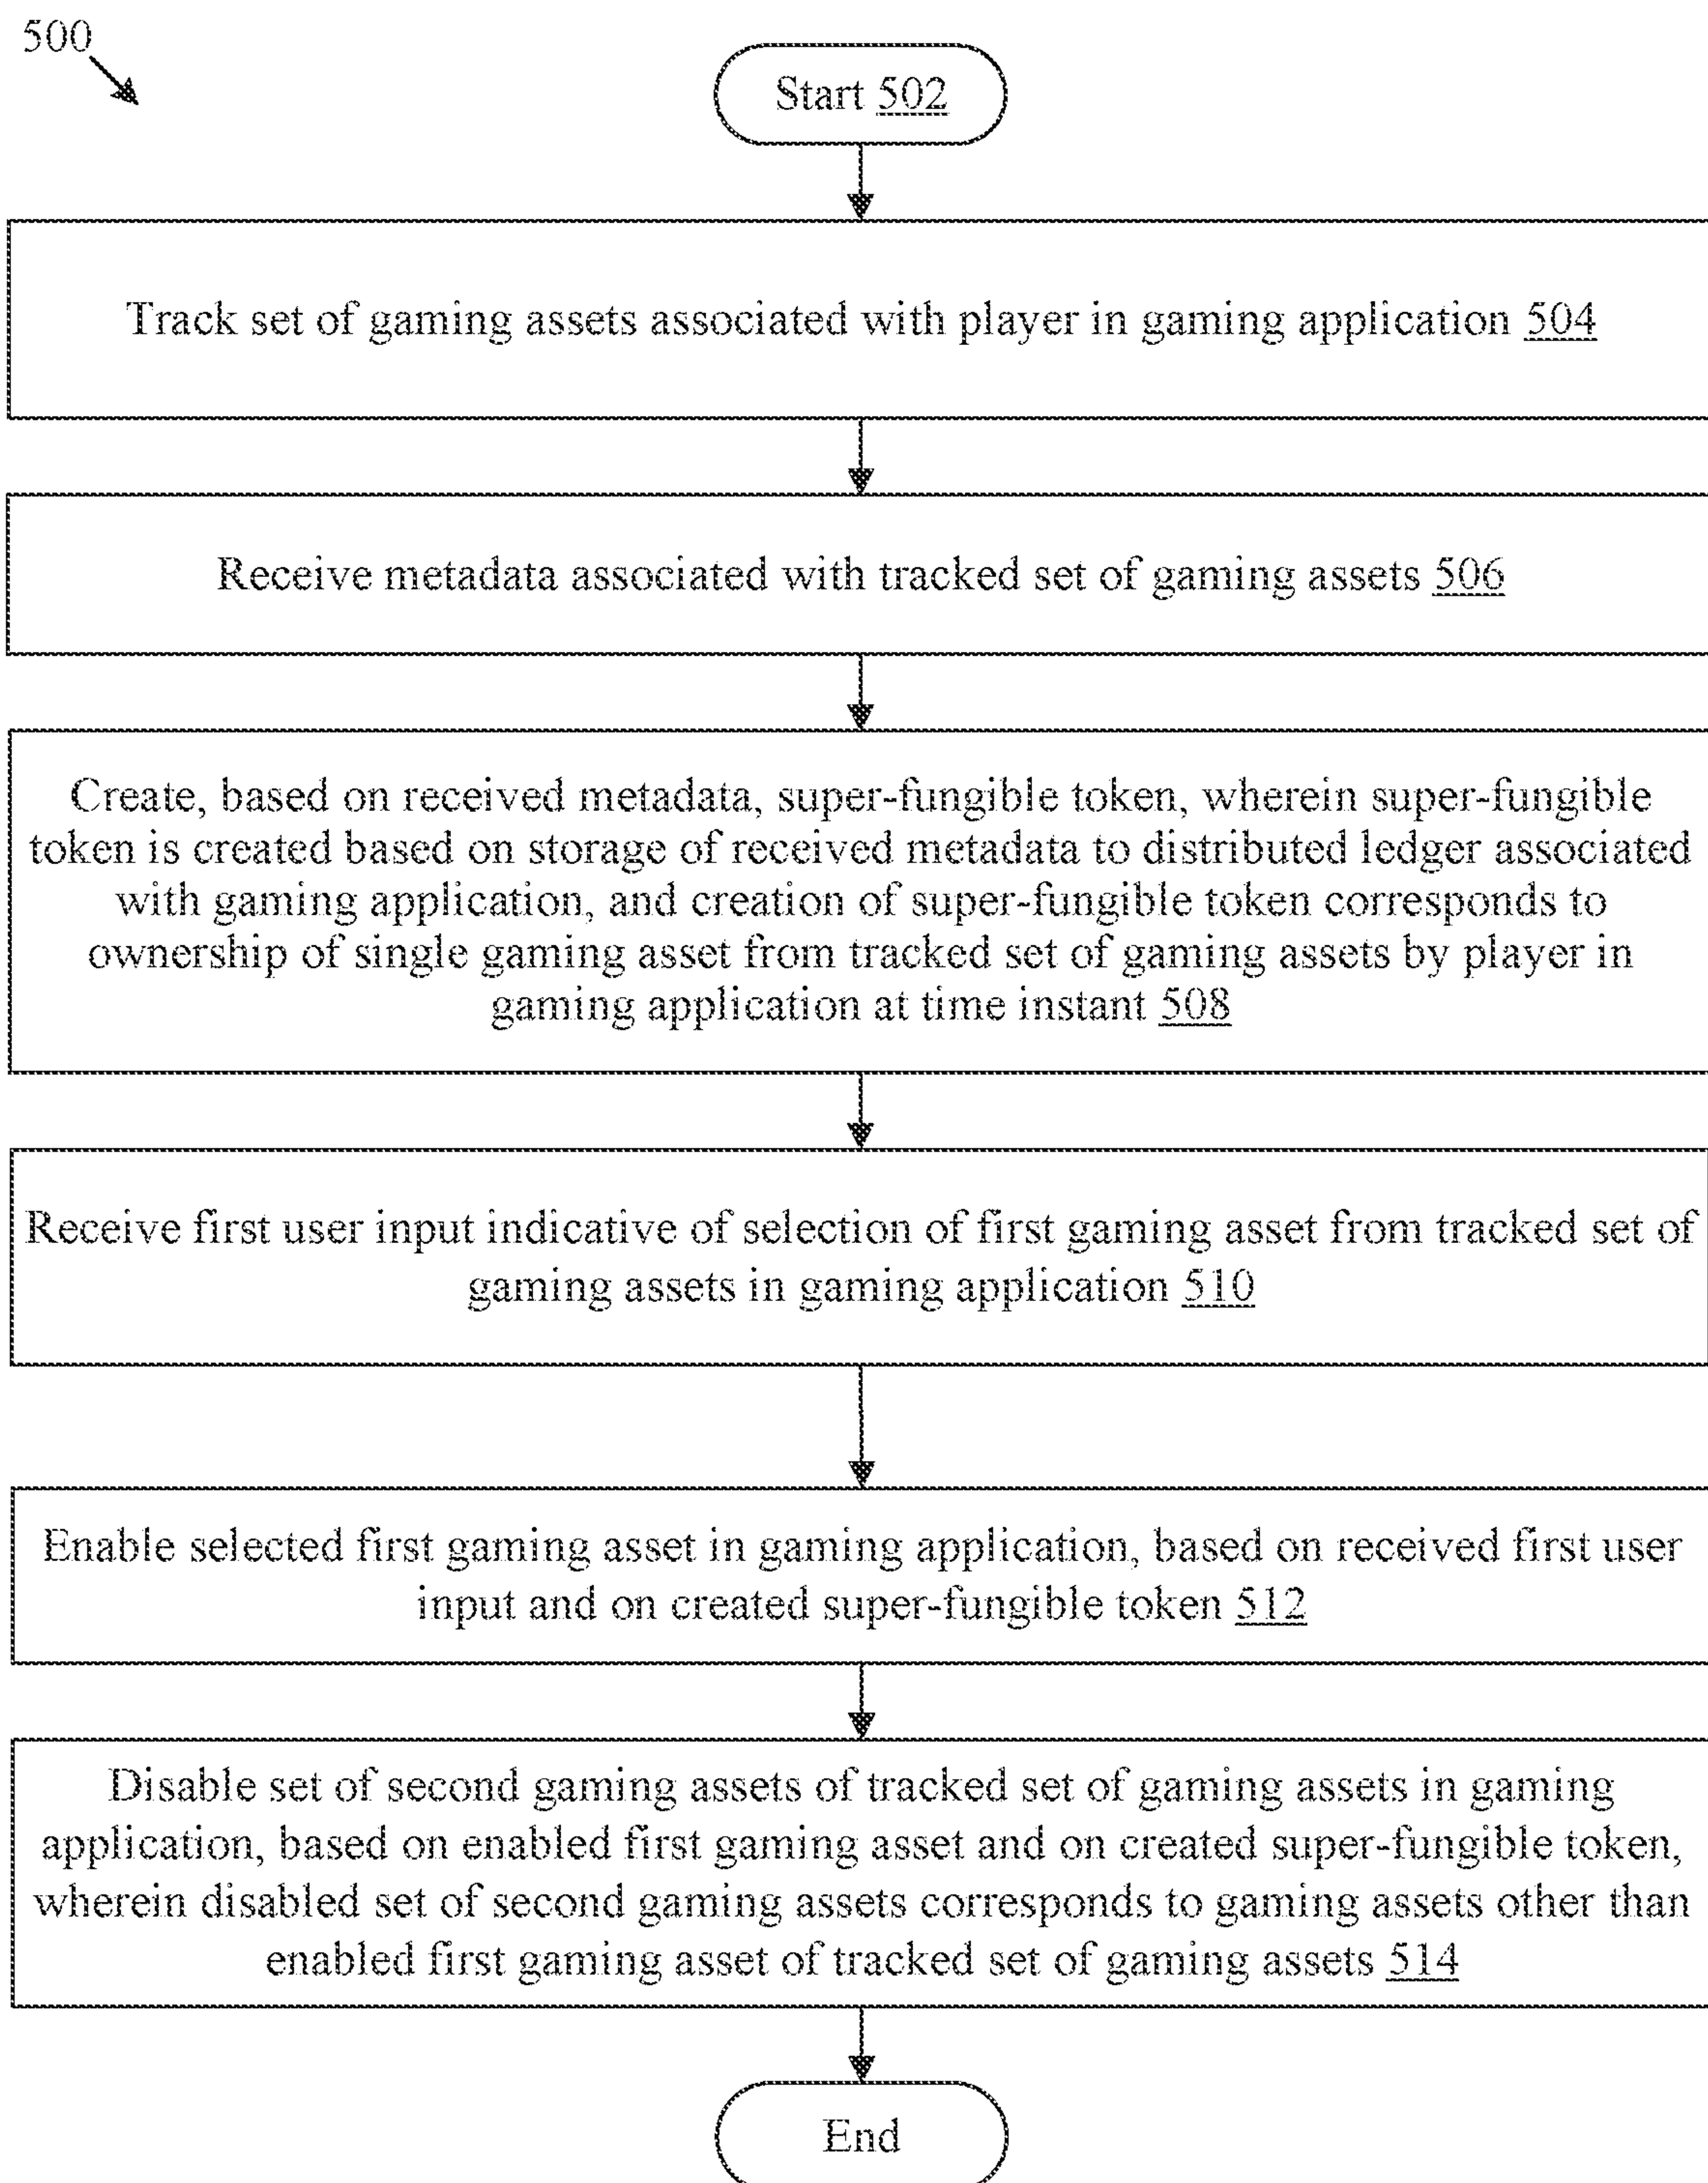 500
Start 502
Track set of gaming assets associated with player in gaming application 504
Receive metadata associated with tracked set of gaming assets 506
Create, based on received metadata, super-fungible token, wherein super-fungible
token is created based on storage of received metadata to distributed ledger associated
with gaming application, and creation of super-fungible token corresponds to
ownership of single gaming asset from tracked set of gaming assets by player in
gaming application at time instant 508
Receive first user input indicative of selection of first gaming asset from tracked set of
gaming assets in gaming application 510
Enable selected first gaming asset in gaming application, based on received first user
input and on created super-fungible token 512
Disable set of second gaming assets of tracked set of gaming assets in gaming
application, based on enabled first gaming asset and on created super-fungible token,
wherein disabled set of second gaming assets corresponds to gaming assets other than
enabled first gaming asset of tracked set of gaming assets 514
End